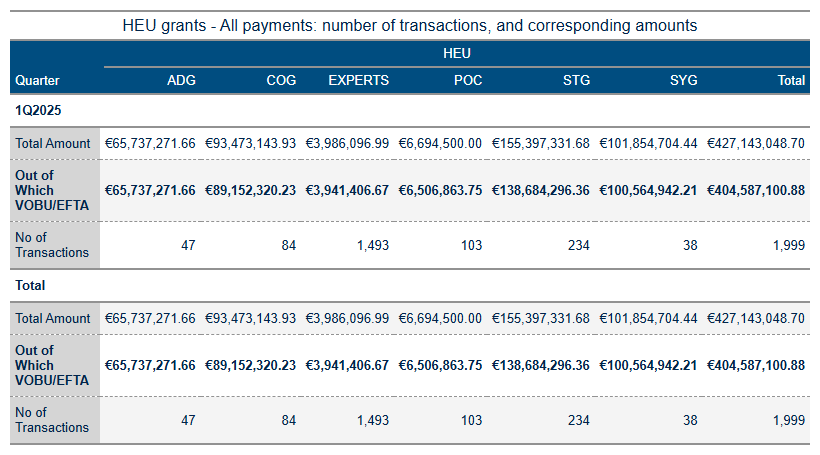 HEU grants - All payments: number of transactions, and corresponding amounts
HEU
Quarter ADG COG EXPERTS POC STG SYG Total
1Q2025
Total Amount €65,737,271.66 €93,473,143.93 €3,986,096.99 €6,694,500.00 €155,397,331.68 €101,854,704.44 €427,143,048.70
Out of
Which
VOBU/EFTA €65,737,271.66 €89,152,320.23 €3,941,406.67 €6,506,863.75 €138,684,296.36 €100,564,942.21 €404,587,100.88
No of
Transactions 47 84 1,493 103 234 38 1,999
Total
Total Amount €65,737,271.66 €93,473,143.93 €3,986,096.99 €6,694,500.00 €155,397,331.68 €101,854,704.44 €427,143,048.70
Out of
Which
VOBU/EFTA €65,737,271.66 €89,152,320.23 €3,941,406.67 €6,506,863.75 €138,684,296.36 €100,564,942.21 €404,587,100.88
No of
Transactions 47 84 1,493 103 234 38 1,999